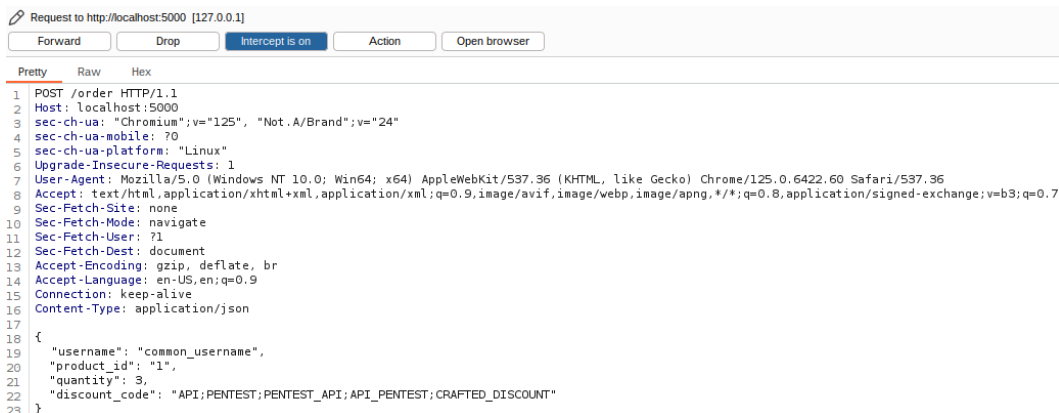 Request to http://localhost:5000 [127.0.0.1]
Forward Drop Intercept is on Action Open browser
Pretty Raw Hex
1 POST /order HTTP/1.1
2 Host: localhost:5000
3 sec-ch-ua: "Chromium";v="125", "Not.A/Brand";v="24"
4 sec-ch-ua-mobile: ?0
5 sec-ch-ua-platform: "Linux"
6 Upgrade-Insecure-Requests: 1
7 User-Agent: Mozilla/5.0 (Windows NT 10.0; Win64; x64) AppleWebKit/537.36 (KHTML, like Gecko) Chrome/125.0.6422.60 Safari/537.36
8 Accept: text/html,application/xhtml+xml,application/xml;q=0.9,image/avif,image/webp,image/apng,*/*;q=0.8,application/signed-exchange;v=b3;q=0.7
9 Sec-Fetch-Site: none
10 Sec-Fetch-Mode: navigate
11 Sec-Fetch-User: ?1
12 Sec-Fetch-Dest: document
13 Accept-Encoding: gzip, deflate, br
14 Accept-Language: en-US,en;q=0.9
15 Connection: keep-alive
16 Content-Type: application/json
17
18 {
19 "username": "common_username",
20 "product_id": "1",
21 "quantity": 3,
22 "discount_code": "API;PENTEST;PENTEST_API;API_PENTEST;CRAFTED_DISCOUNT"
23 }